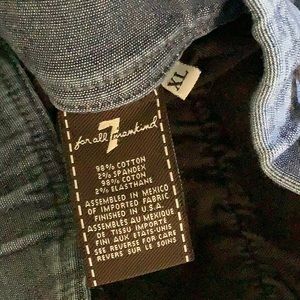 XL
7
for all mankind
98% COTTON
2% SPANDEX
98% COTON
2% ELASTHANE
ASSEMBLED IN MEXICO
OF IMPORTED FABRIC
FINISHED IN U.S.A.
ASSEMBLÉS AU MEXIQUE
DE TISSU IMPORTÉ
FINI AUX ÉTATS-UNIS
SEE REVERSE FOR CARE
REVERS SUR LE SOINS